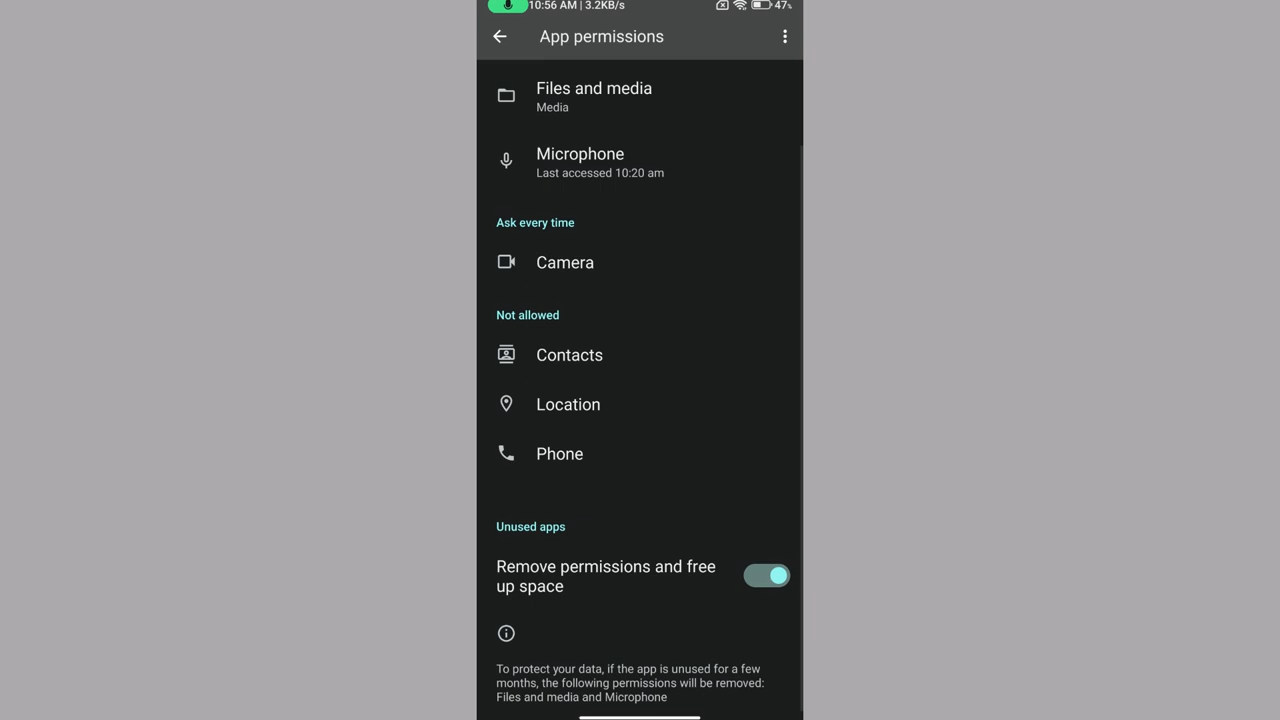 10:56 AM | 3.2KB/s 47%
App permissions
Files and media
Media
Microphone
Last accessed 10:20 am
Ask every time
Camera
Not allowed
Contacts
Location
Phone
Unused apps
Remove permissions and free
up space
To protect your data, if the app is unused for a few
months, the following permissions will be removed:
Files and media and Microphone